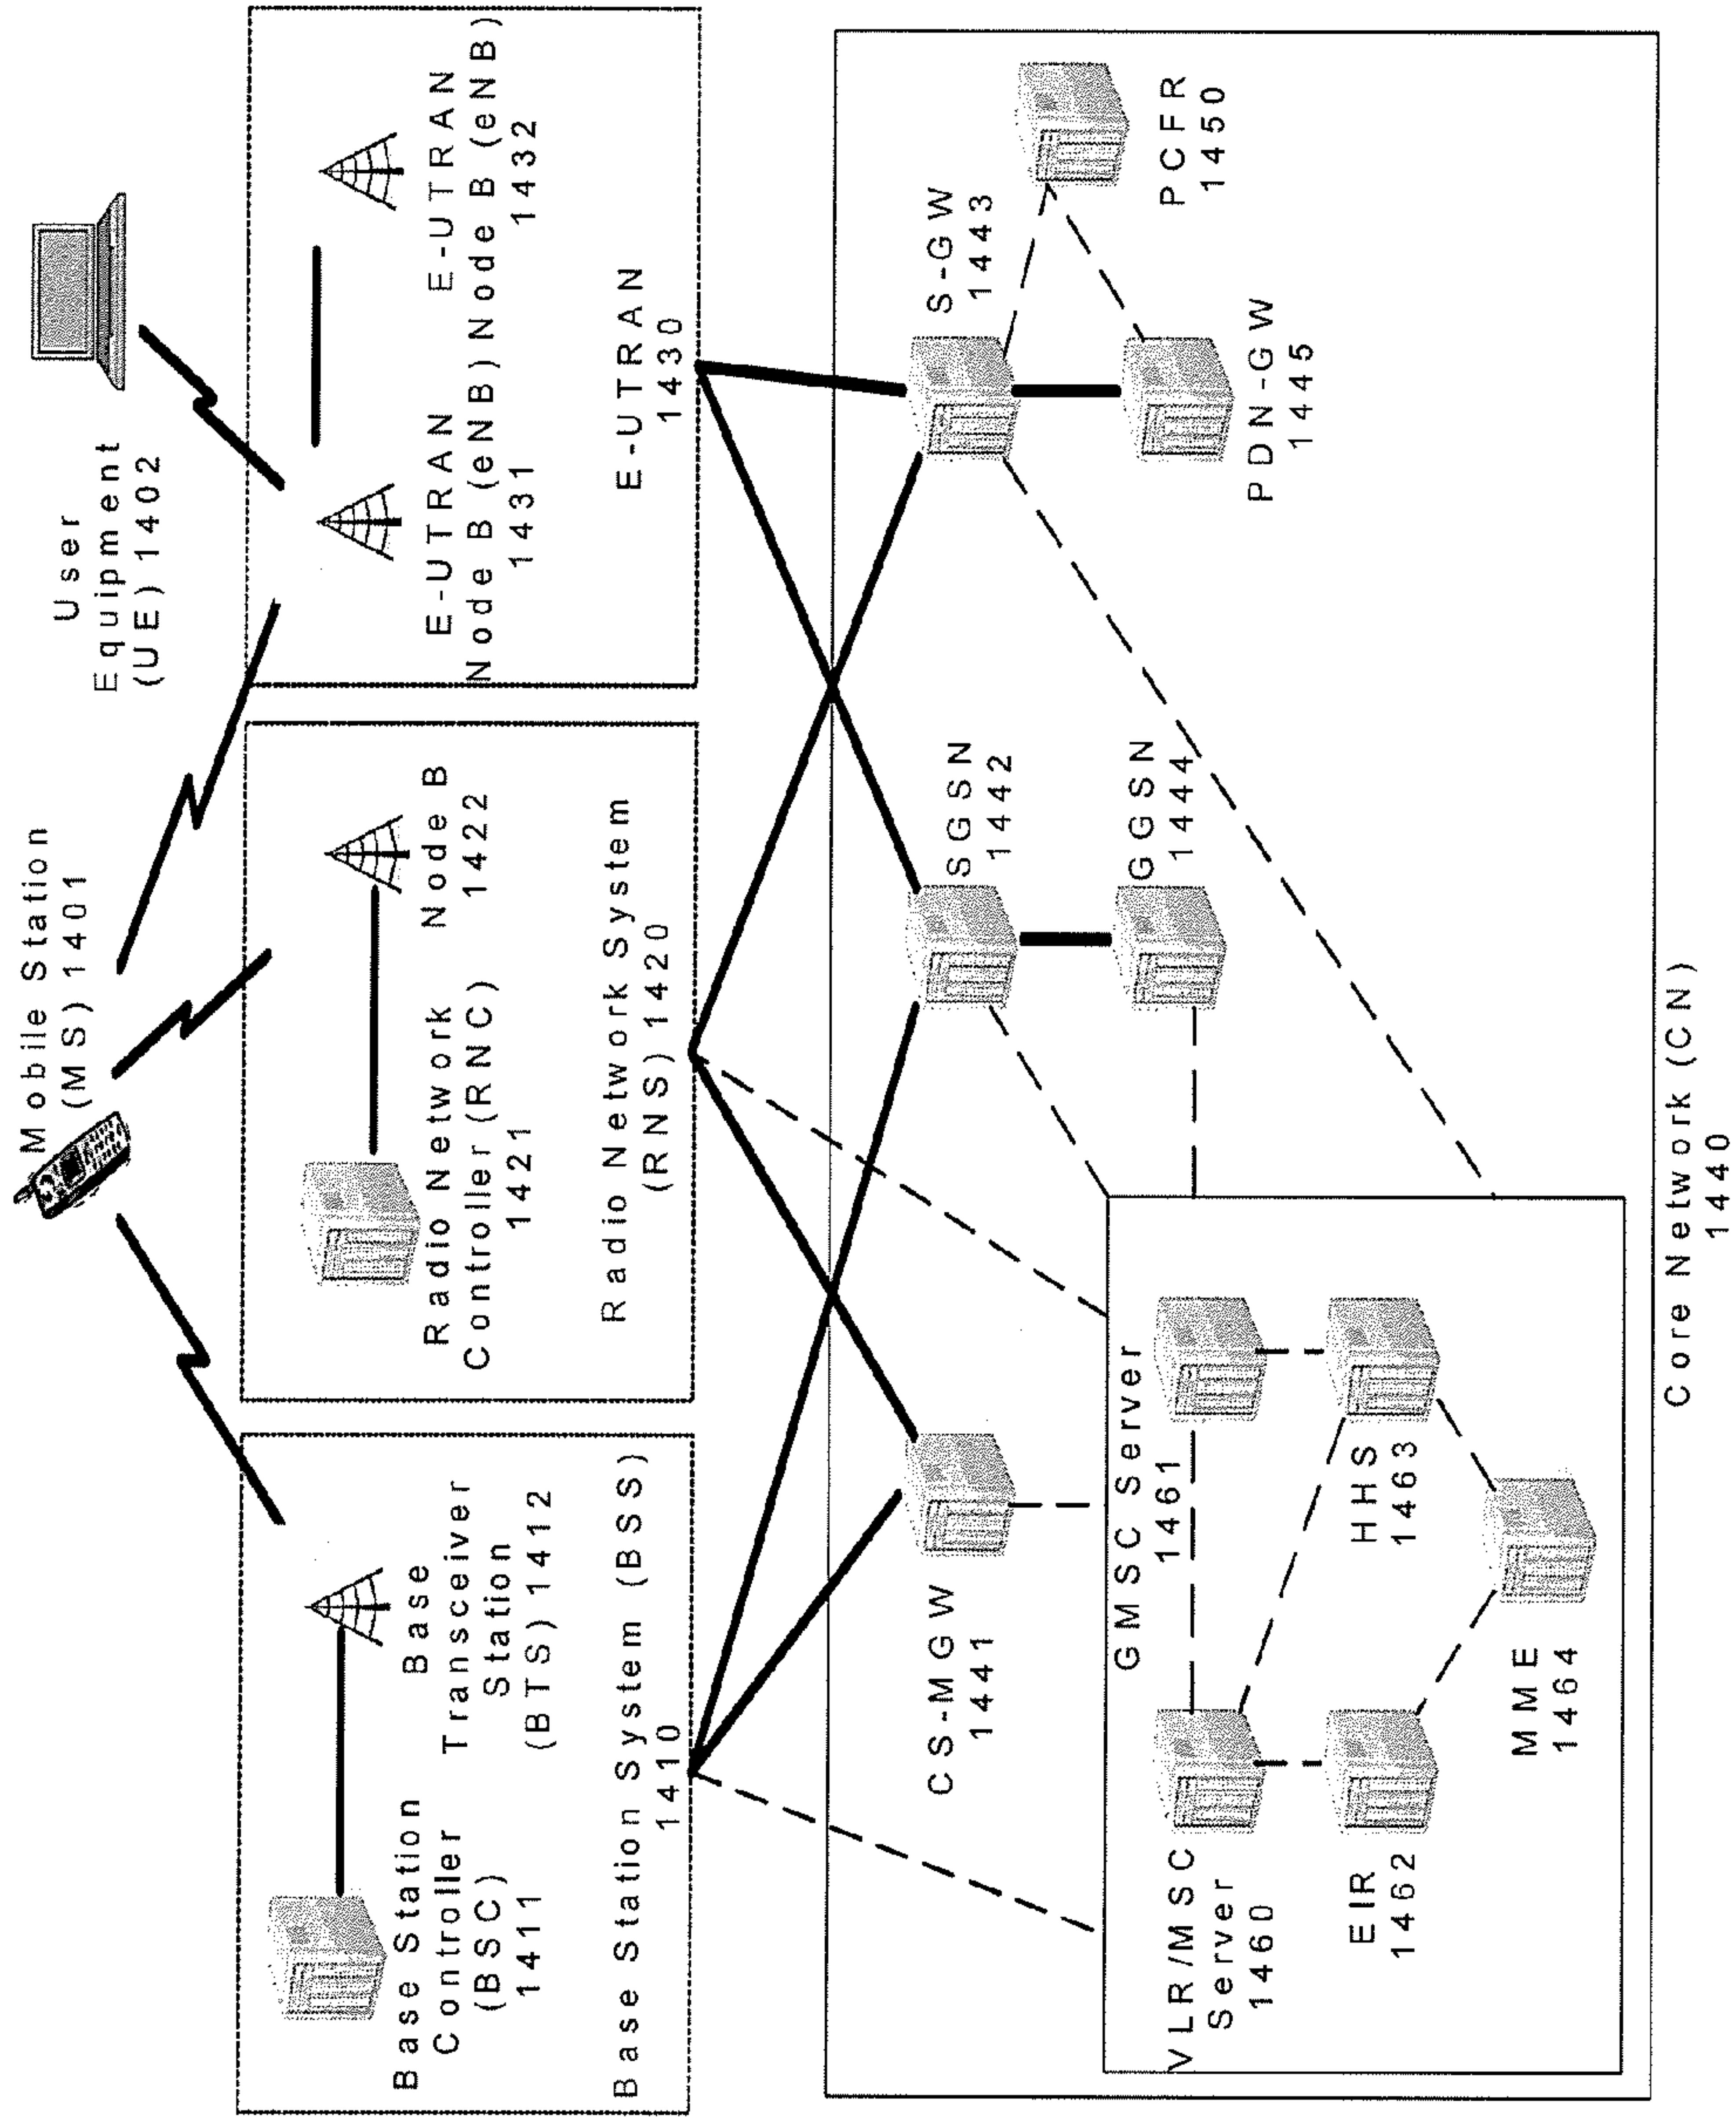 Mobile Station
(MS) 1401
User
Equipment
(UE) 1402
Base Station
Controller
(BSC)
1411
Base
Transceiver
Station
(BTS) 1412
Base Station System (BSS)
1410
Radio Network
Controller (RNC)
1421
Node B
1422
Radio Network System
(RNS) 1420
E-UTRAN
Node B (eNB)
1431
E-UTRAN
Node B (eNB)
1432
E-UTRAN
1430
CS-MGW
1441
SGSN
1442
GGSN
1444
S-GW
1443
PDN-GW
1445
PCFR
1450
VLR/MSC
Server
1460
GMSC Server
1461
EIR
1462
HHS
1463
MME
1464
Core Network (CN)
1440